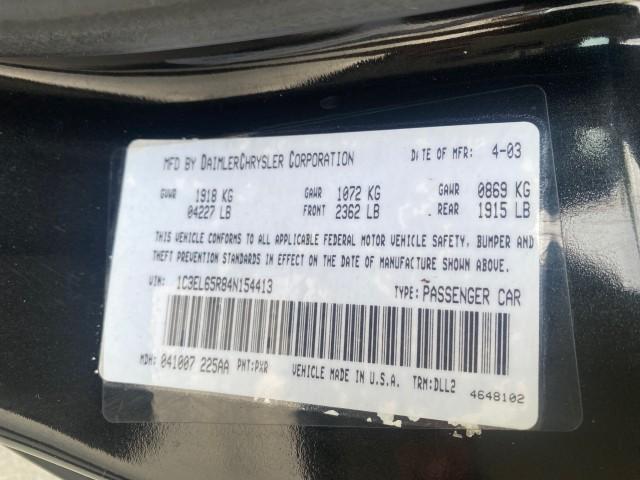 MFD BY DAIMLERCHRYSLER CORPORATION DATE OF MFR: 4-03
GVWR 1918 KG GAWR 1072 KG GAWR 0869 KG
04227 LB FRONT 2362 LB REAR 1915 LB
THIS VEHICLE CONFORMS TO ALL APPLICABLE FEDERAL MOTOR VEHICLE SAFETY, BUMPER AND
THEFT PREVENTION STANDARDS IN EFFECT ON THE DATE OF MANUFACTURE SHOWN ABOVE.
VIN: 1C3EL65R84N154413 TYPE: PASSENGER CAR
MDH: 041007 225AA PNT: PXR VEHICLE MADE IN U.S.A. TRM: DLL2
4648102